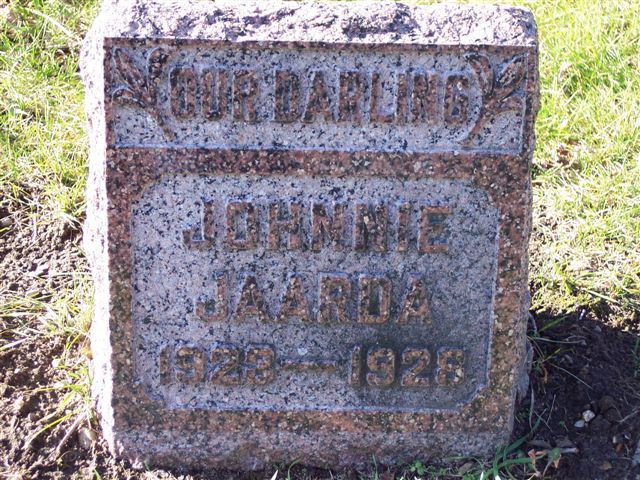 OUR DARLING
JOHNNIE
JAARDA
1923—1928